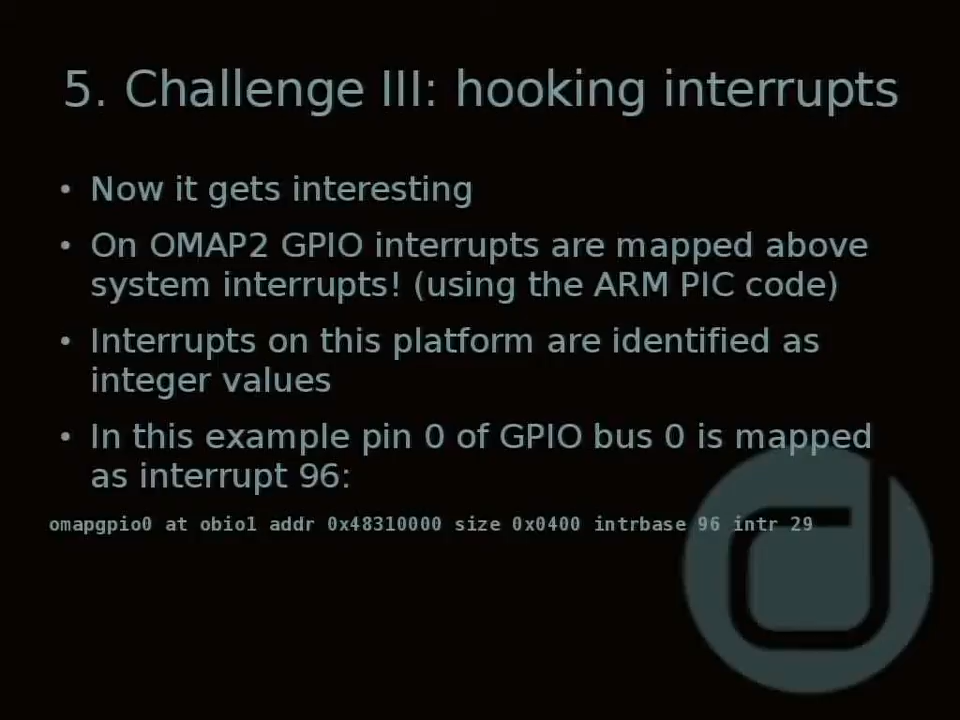 5. Challenge III: hooking interrupts
• Now it gets interesting
• On OMAP2 GPIO interrupts are mapped above
system interrupts! (using the ARM PIC code)
• Interrupts on this platform are identified as
integer values
• In this example pin 0 of GPIO bus 0 is mapped
as interrupt 96:
omapgpio0 at obio1 addr 0x48310000 size 0x0400 intrbase 96 intr 29